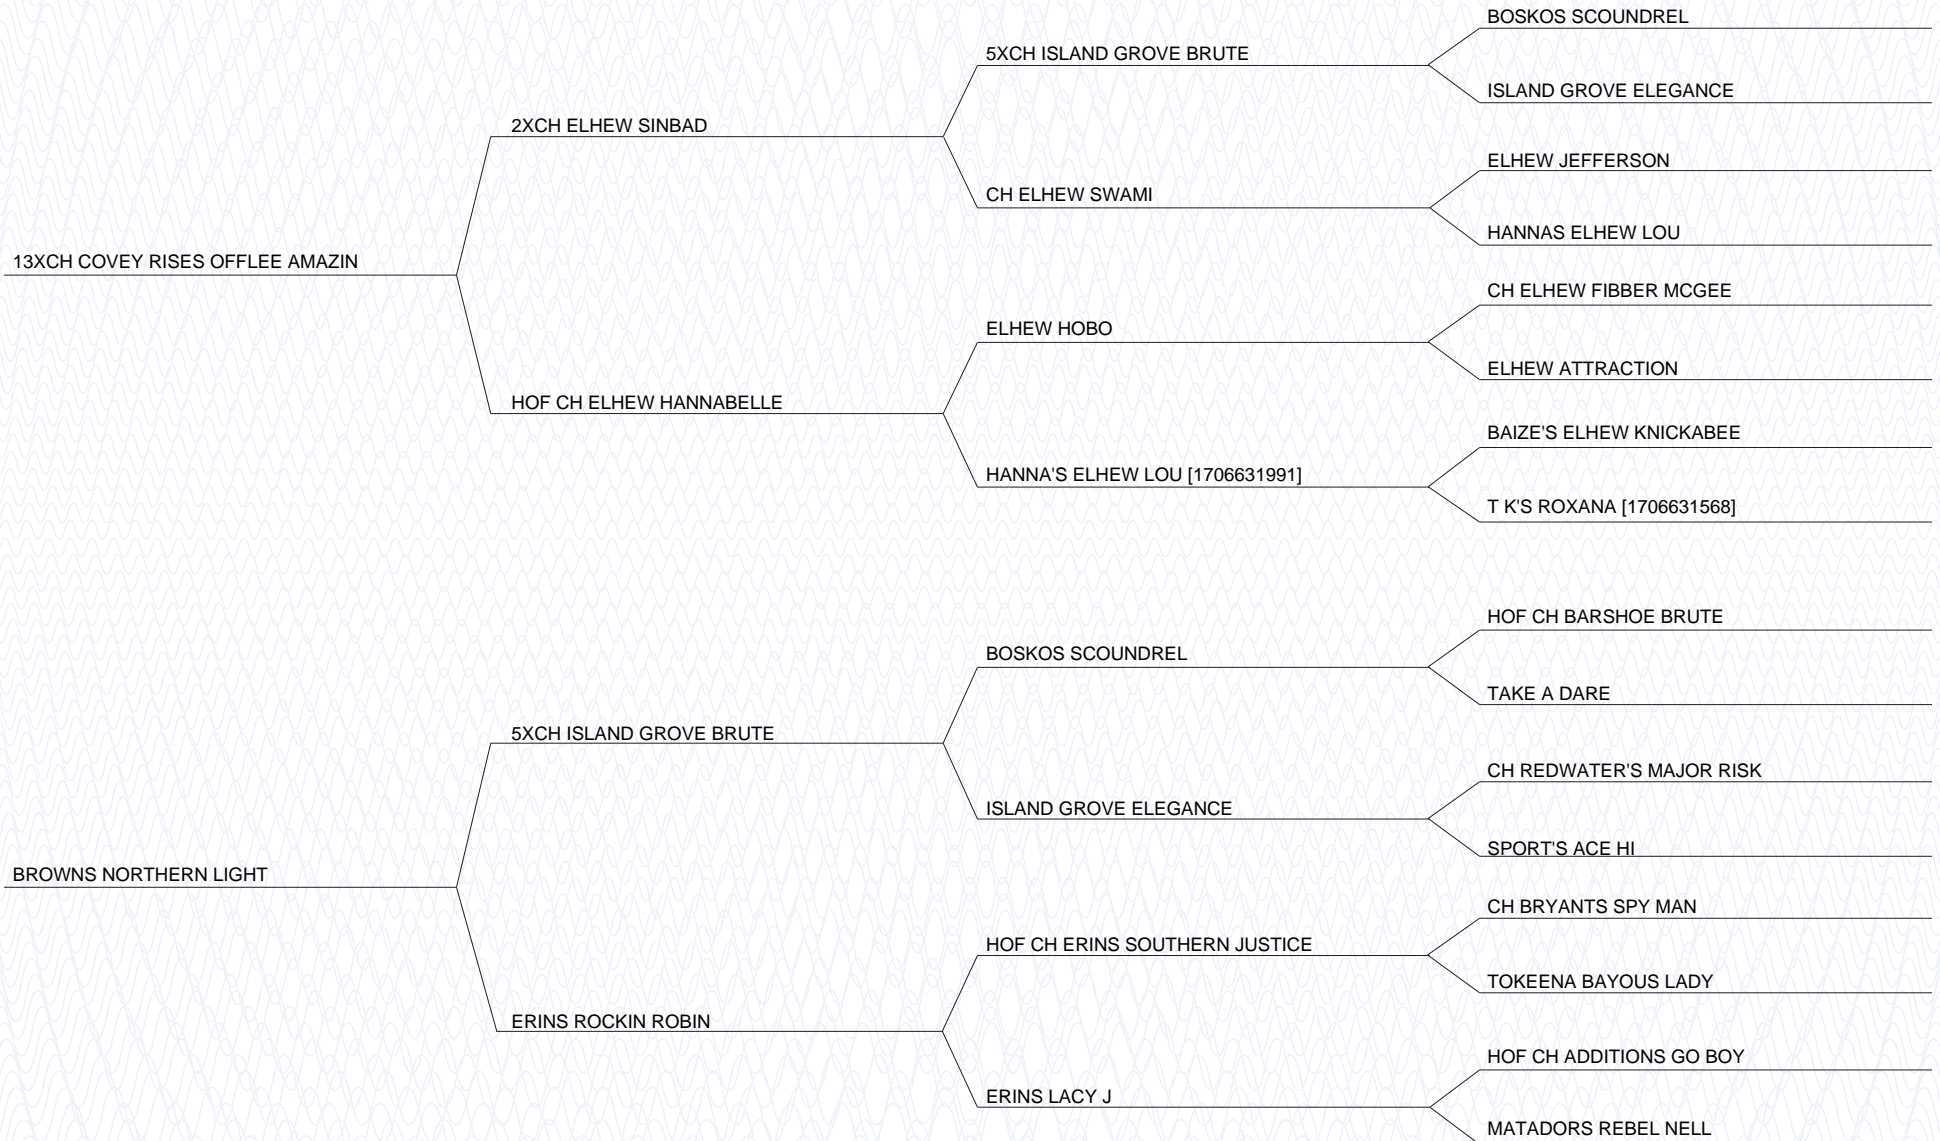 BOSKOS SCOUNDREL
5XCH ISLAND GROVE BRUTE
ISLAND GROVE ELEGANCE
2XCH ELHEW SINBAD
ELHEW JEFFERSON
CH ELHEW SWAMI
HANNAS ELHEW LOU
13XCH COVEY RISES OFFLEE AMAZIN
CH ELHEW FIBBER MCGEE
ELHEW HOBO
ELHEW ATTRACTION
HOF CH ELHEW HANNABELLE
BAIZE'S ELHEW KNICKABEE
HANNA'S ELHEW LOU [1706631991]
T K'S ROXANA [1706631568]
HOF CH BARSHOE BRUTE
BOSKOS SCOUNDREL
TAKE A DARE
5XCH ISLAND GROVE BRUTE
CH REDWATER'S MAJOR RISK
ISLAND GROVE ELEGANCE
SPORT'S ACE HI
BROWNS NORTHERN LIGHT
CH BRYANTS SPY MAN
HOF CH ERINS SOUTHERN JUSTICE
TOKEENA BAYOUS LADY
ERINS ROCKIN ROBIN
HOF CH ADDITIONS GO BOY
ERINS LACY J
MATADORS REBEL NELL